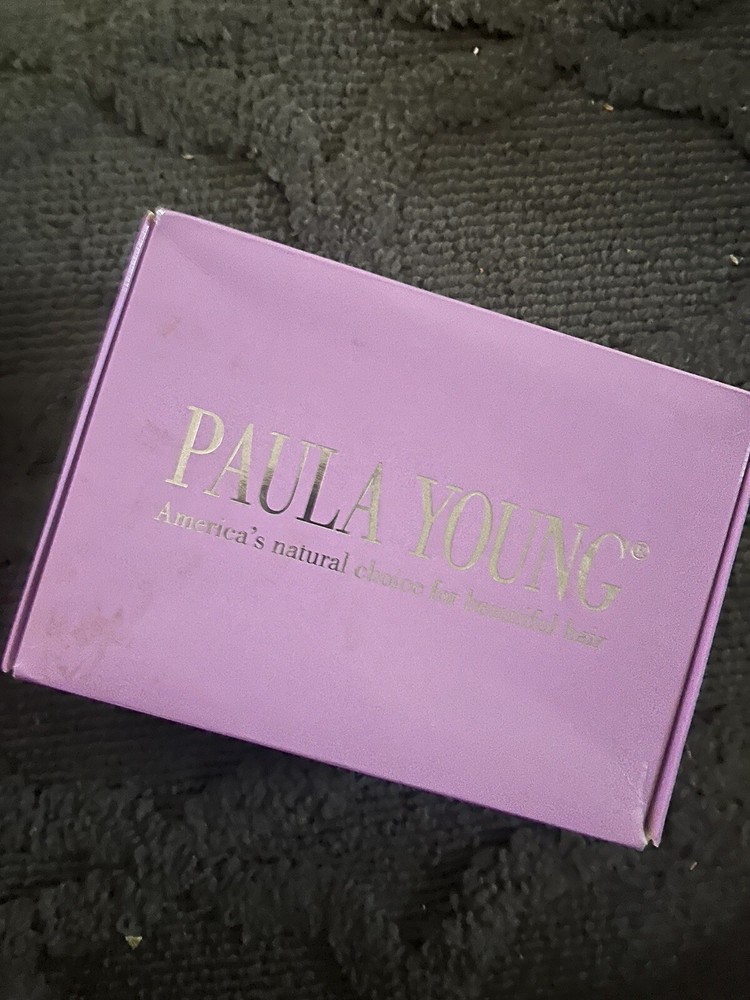 PAULA YOUNG®
America's natural choice for beautiful hair